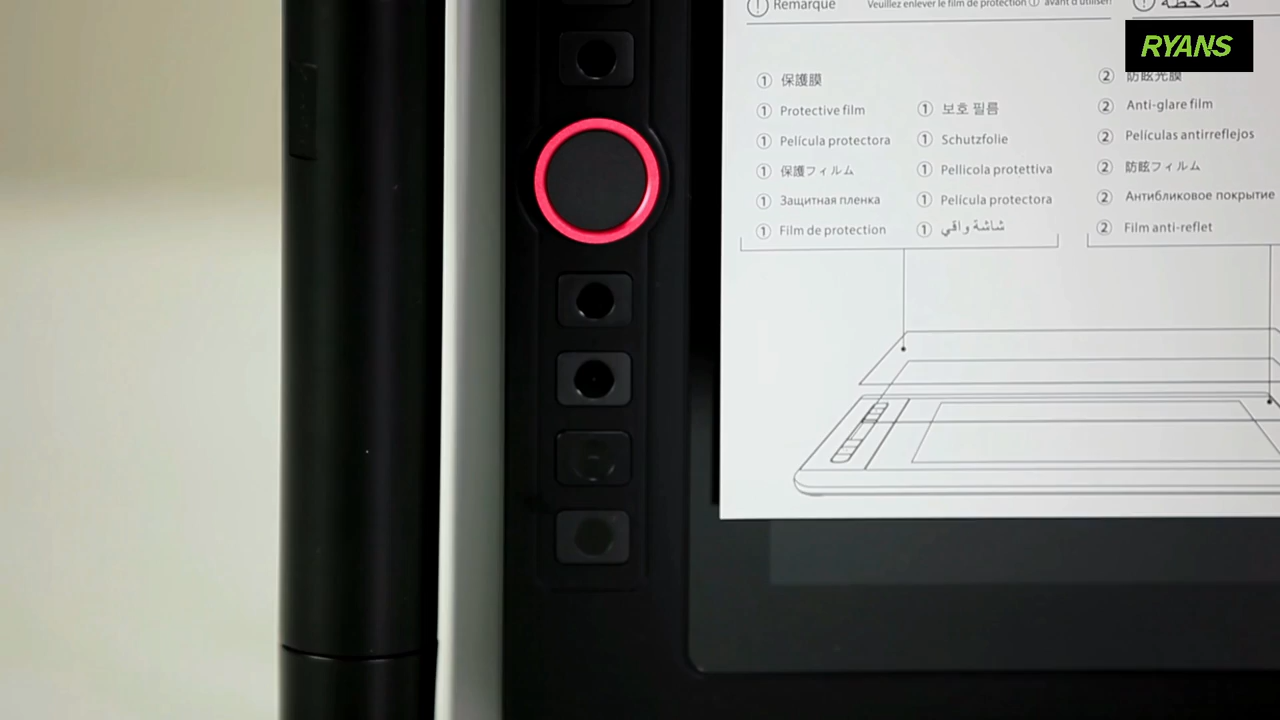 ! Remarque Veuillez enlever le film de protection ① avant d'utiliser
! ملاحظة
RYANS
① 保護膜
① Protective film
① Película protectora
① 保護フィルム
① Защитная пленка
① Film de protection
① 보호 필름
① Schutzfolie
① Pellicola protettiva
① Película protectora
① شاشة واقي
② 防眩光膜
② Anti-glare film
② Películas antirreflejos
② 防眩フィルム
② Антибликовое покрытие
② Film anti-reflet